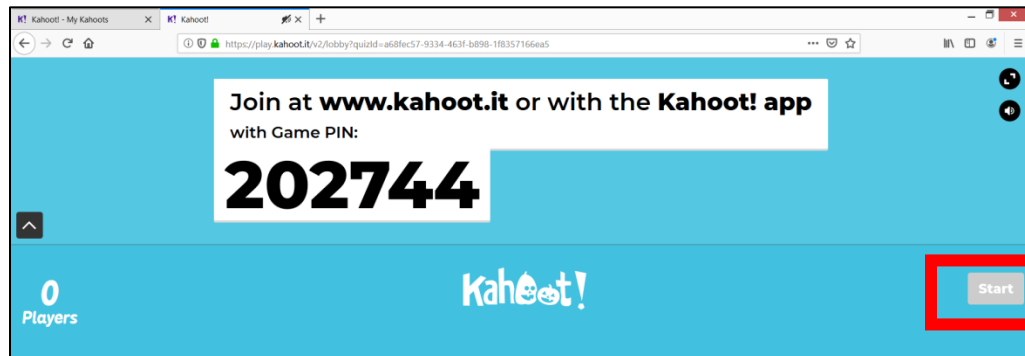 K! Kahoot! - My Kahoots
K! Kahoot!
https://play.kahoot.it/v2/lobby?quizId=a68fec57-9334-463f-b898-1f8357166ea5
Join at www.kahoot.it or with the Kahoot! app
with Game PIN:
202744
0
Players
Kahoot!
Start